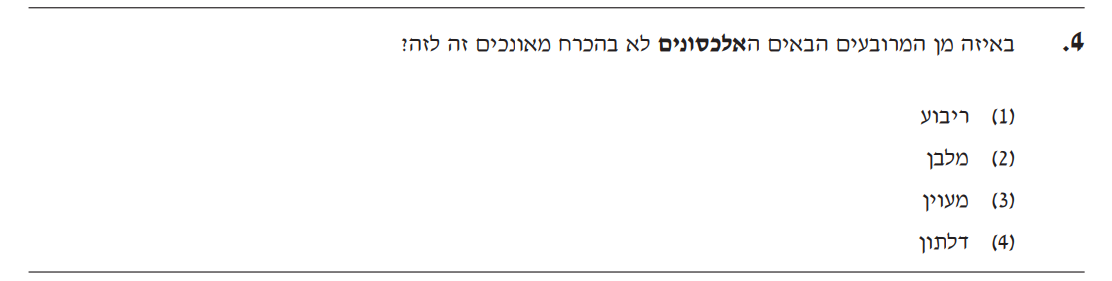 4. באיזה מן המרובעים הבאים האלכסונים לא בהכרח מאונכים זה לזה?
(1) ריבוע
(2) מלבן
(3) מעוין
(4) דלתון